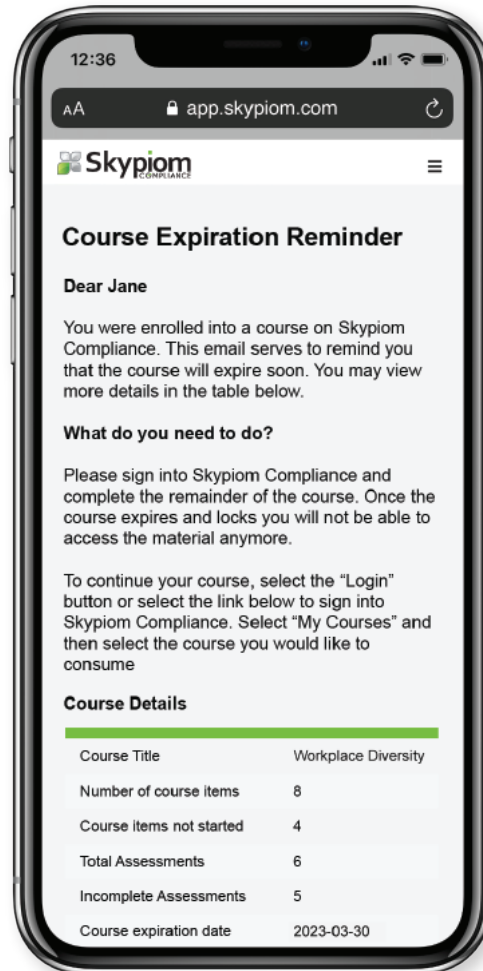 12:36
AA app.skypiom.com
Skypiom
COMPLIANCE
Course Expiration Reminder
Dear Jane
You were enrolled into a course on Skypiom
Compliance. This email serves to remind you
that the course will expire soon. You may view
more details in the table below.
What do you need to do?
Please sign into Skypiom Compliance and
complete the remainder of the course. Once the
course expires and locks you will not be able to
access the material anymore.
To continue your course, select the “Login”
button or select the link below to sign into
Skypiom Compliance. Select “My Courses” and
then select the course you would like to
consume
Course Details
Course Title Workplace Diversity
Number of course items 8
Course items not started 4
Total Assessments 6
Incomplete Assessments 5
Course expiration date 2023-03-30